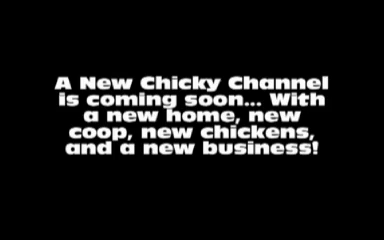 A New Chicky Channel
is coming soon... With
a new home, new
coop, new chickens,
and a new business!